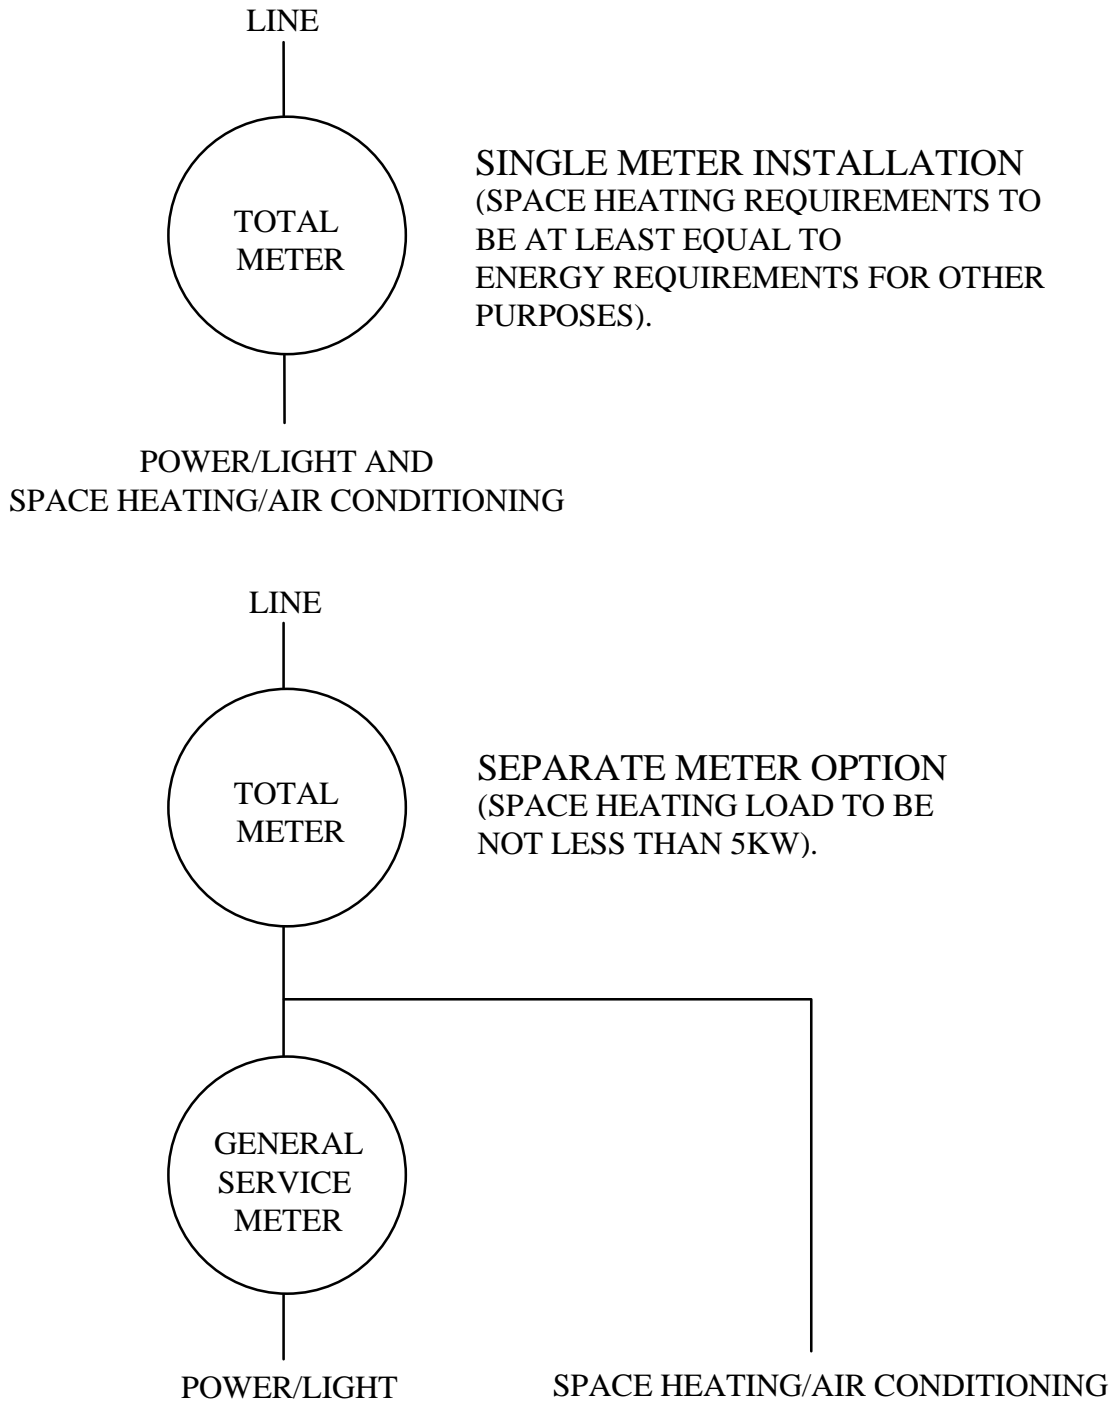 LINE
TOTAL
METER
SINGLE METER INSTALLATION
(SPACE HEATING REQUIREMENTS TO
BE AT LEAST EQUAL TO
ENERGY REQUIREMENTS FOR OTHER
PURPOSES).
POWER/LIGHT AND
SPACE HEATING/AIR CONDITIONING
LINE
TOTAL
METER
SEPARATE METER OPTION
(SPACE HEATING LOAD TO BE
NOT LESS THAN 5KW).
GENERAL
SERVICE
METER
POWER/LIGHT
SPACE HEATING/AIR CONDITIONING